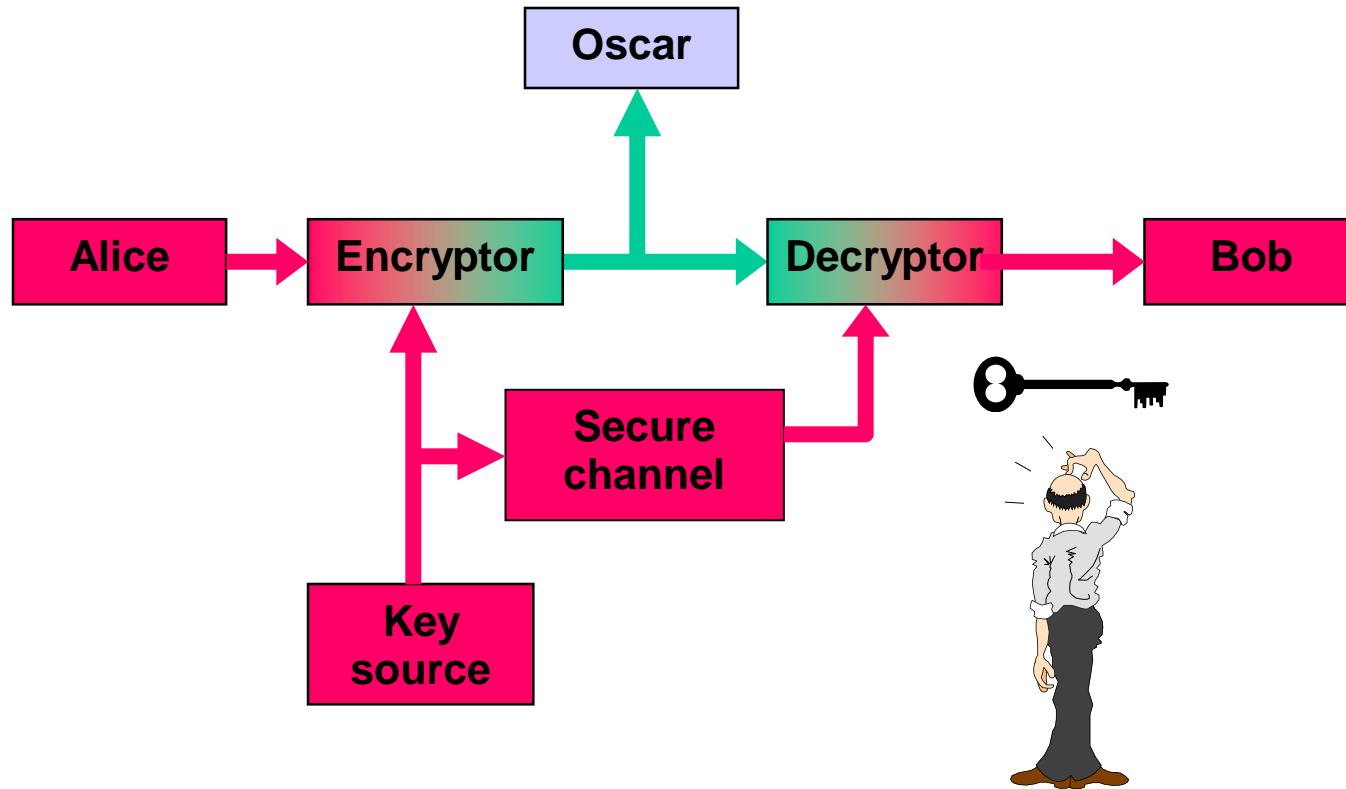 Oscar
Alice
Encryptor
Decryptor
Bob
Secure
channel
Key
source